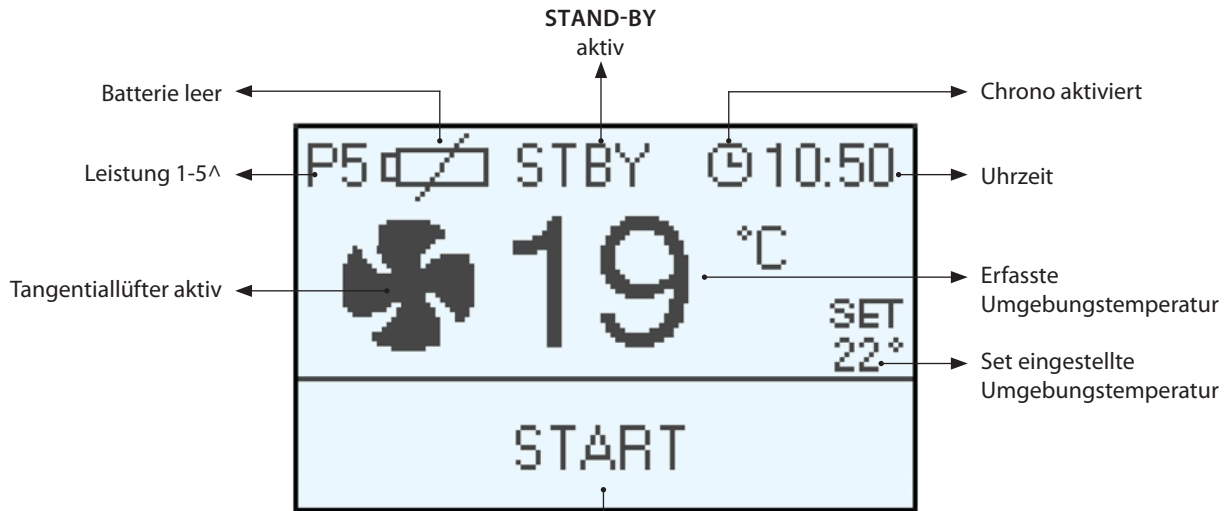 STAND-BY
aktiv
Batterie leer
Chrono aktiviert
P5 STBY 10:50
Leistung 1-5^
Uhrzeit
19 °C
Tangentiallüfter aktiv
Erfasste
Umgebungstemperatur
SET
22°
Set eingestellte
Umgebungstemperatur
START